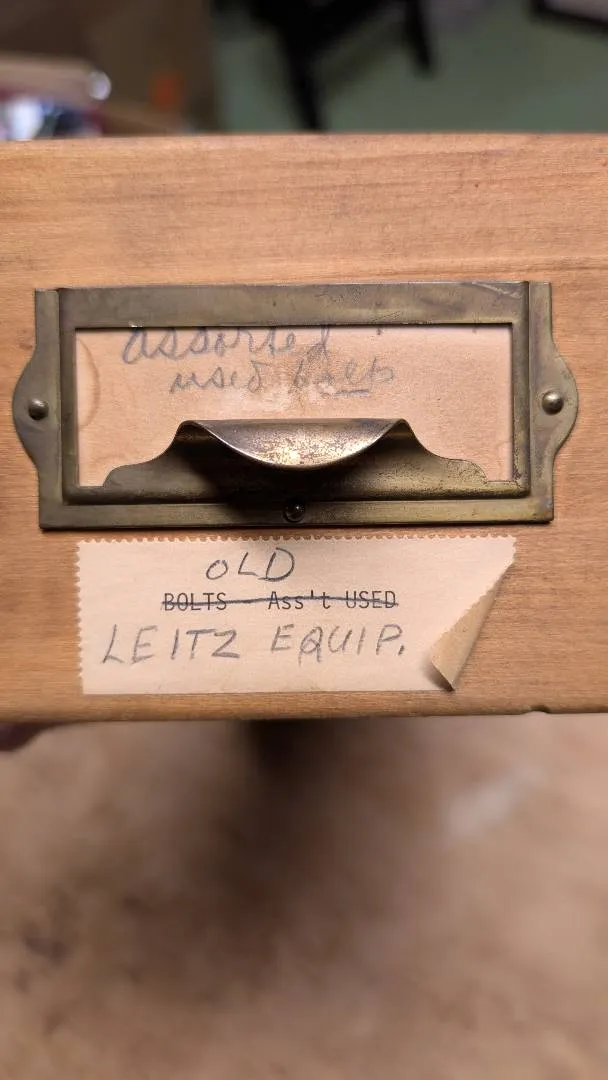 assorted
used bolts
OLD
BOLTS Ass't USED
LEITZ EQUIP.